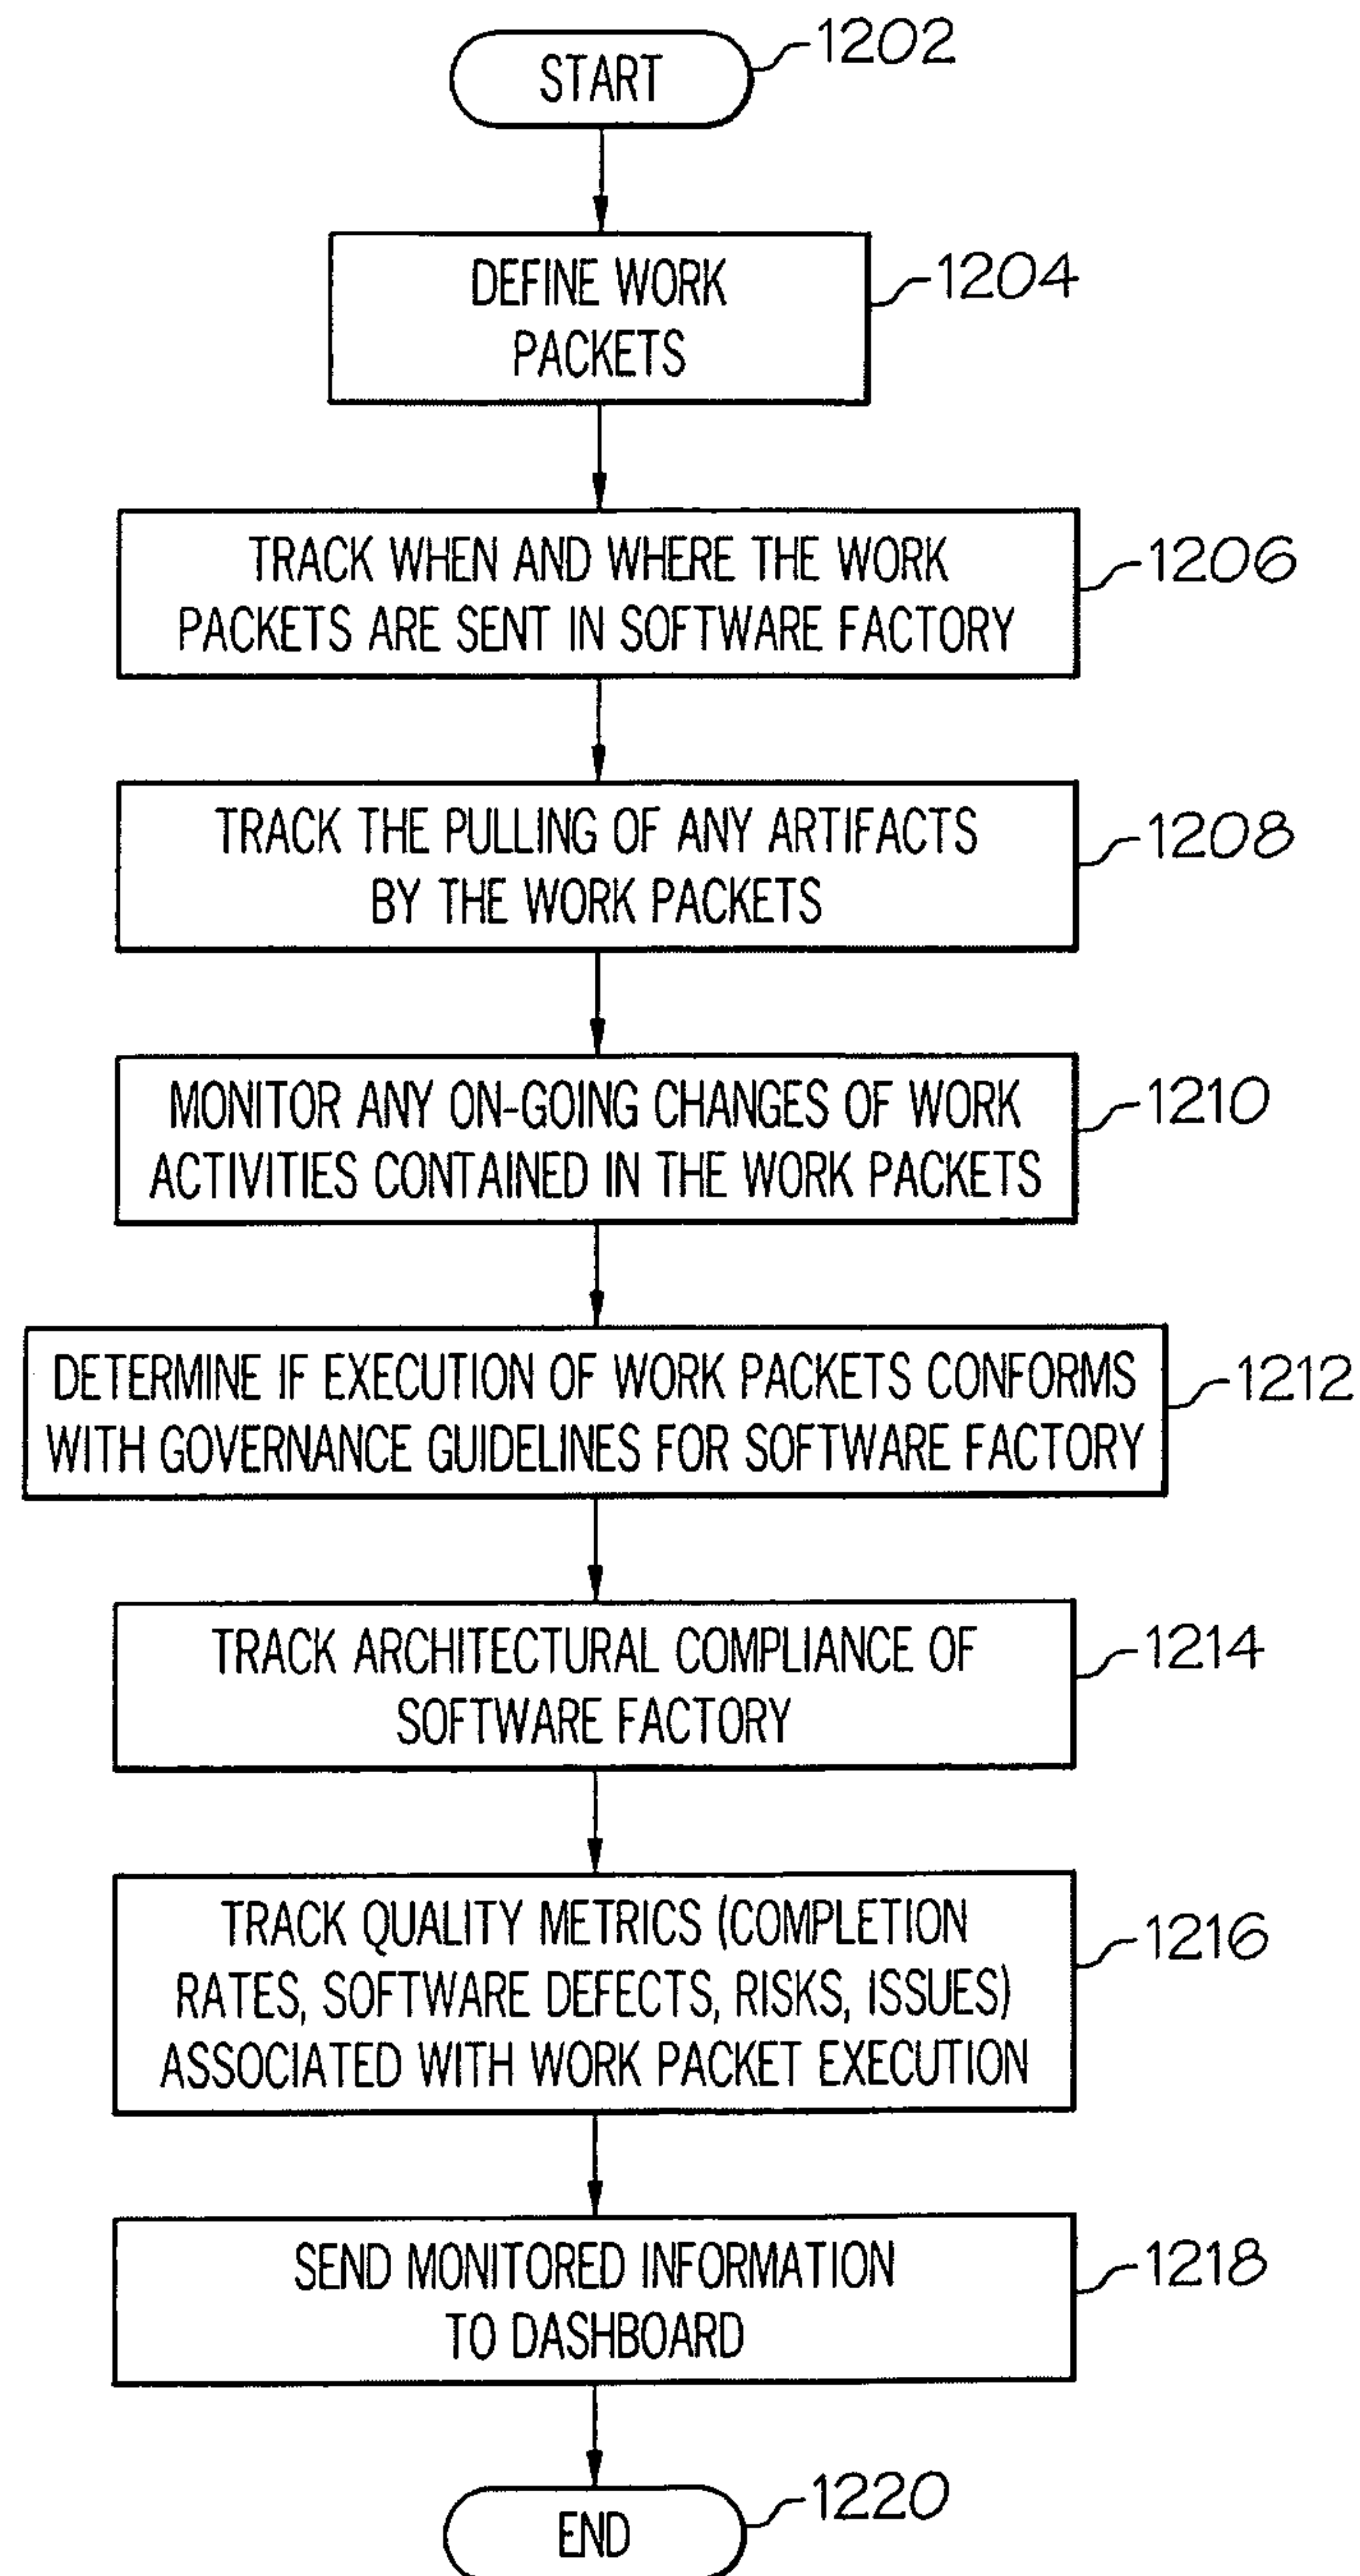 START
1202
DEFINE WORK
PACKETS
1204
TRACK WHEN AND WHERE THE WORK
PACKETS ARE SENT IN SOFTWARE FACTORY
1206
TRACK THE PULLING OF ANY ARTIFACTS
BY THE WORK PACKETS
1208
MONITOR ANY ON-GOING CHANGES OF WORK
ACTIVITIES CONTAINED IN THE WORK PACKETS
1210
DETERMINE IF EXECUTION OF WORK PACKETS CONFORMS
WITH GOVERNANCE GUIDELINES FOR SOFTWARE FACTORY
1212
TRACK ARCHITECTURAL COMPLIANCE OF
SOFTWARE FACTORY
1214
TRACK QUALITY METRICS (COMPLETION
RATES, SOFTWARE DEFECTS, RISKS, ISSUES)
ASSOCIATED WITH WORK PACKET EXECUTION
1216
SEND MONITORED INFORMATION
TO DASHBOARD
1218
END
1220